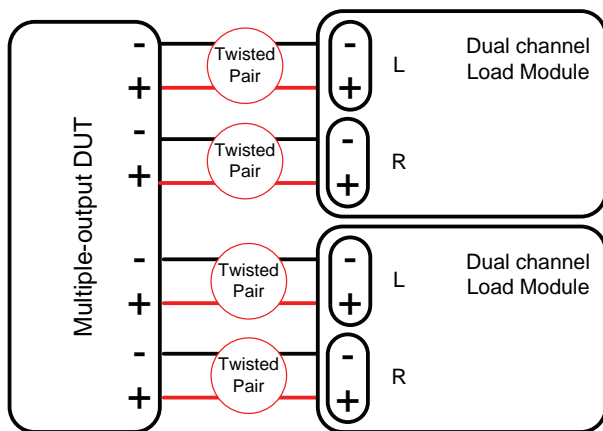 Multiple-output DUT
-
+
-
+
-
+
-
+
Twisted
Pair
Twisted
Pair
Twisted
Pair
Twisted
Pair
-
+
L
-
+
R
Dual channel
Load Module
-
+
L
-
+
R
Dual channel
Load Module